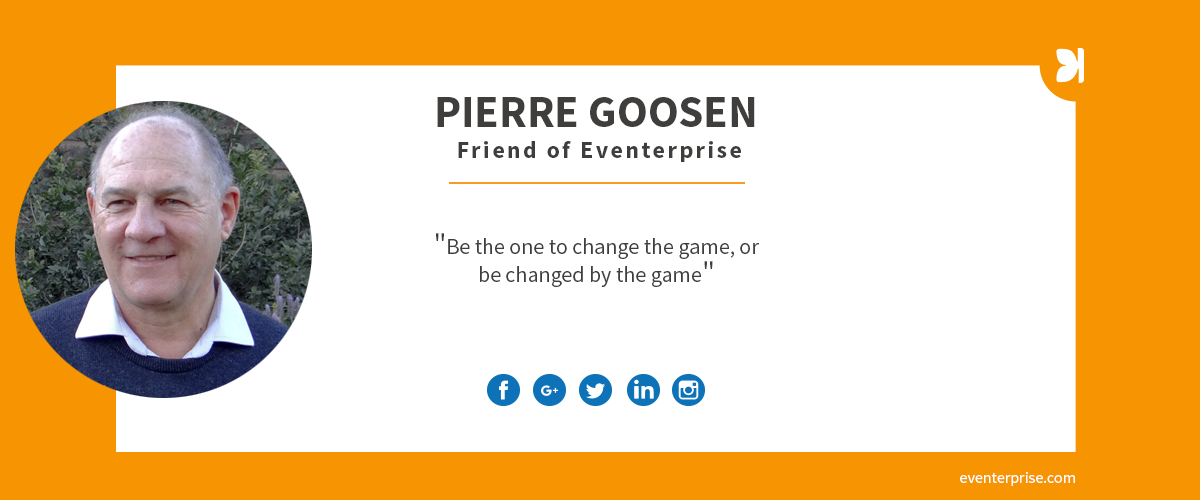 PIERRE GOOSEN
Friend of Eventerprise
"Be the one to change the game, or
be changed by the game"
eventerprise.com